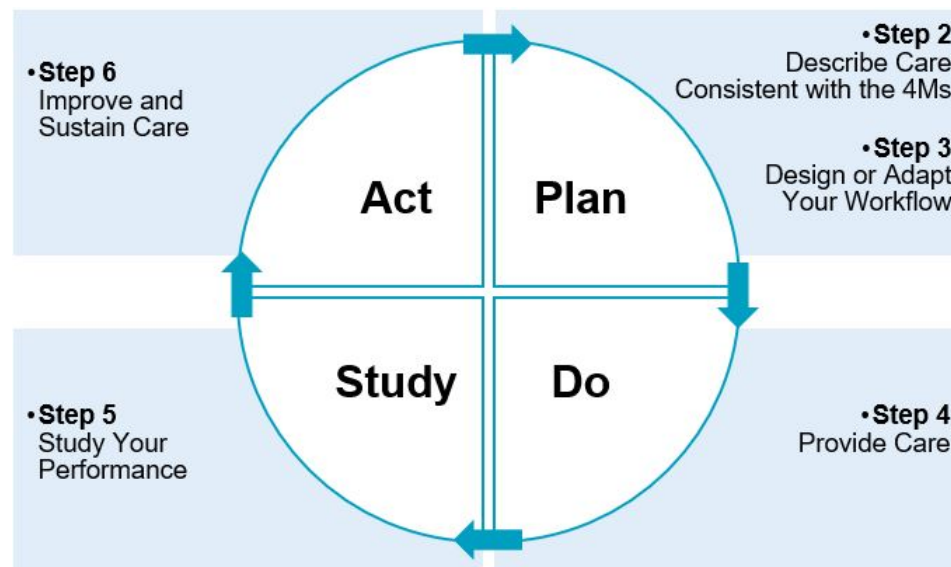 •Step 6
Improve and
Sustain Care
•Step 2
Describe Care
Consistent with the 4Ms
•Step 3
Design or Adapt
Your Workflow
Act
Plan
Study
Do
•Step 5
Study Your
Performance
•Step 4
Provide Care